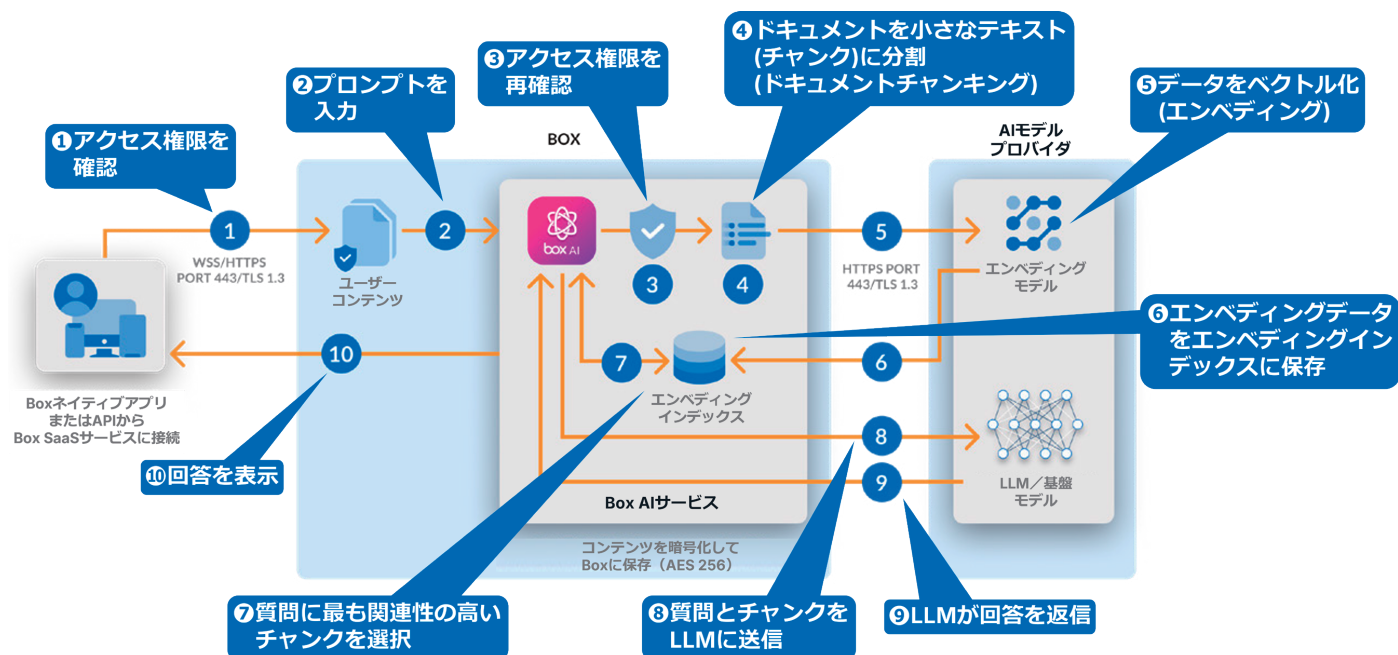 ❶アクセス権限を
確認
❷プロンプトを
入力
❸アクセス権限を
再確認
❹ドキュメントを小さなテキスト
(チャンク)に分割
(ドキュメントチャンキング)
❺データをベクトル化
(エンベディング)
BOX
AIモデル
プロバイダ
1
WSS/HTTPS
PORT 443/TLS 1.3
ユーザー
コンテンツ
2
box AI
3
4
5
HTTPS PORT
443/TLS 1.3
エンベディング
モデル
❻エンベディングデータ
をエンベディングイン
デックスに保存
10
7
エンベディング
インデックス
6
Boxネイティブアプリ
またはAPIから
Box SaaSサービスに接続
❿回答を表示
8
9
LLM/基盤
モデル
Box AIサービス
コンテンツを暗号化して
Boxに保存(AES 256)
❼質問に最も関連性の高い
チャンクを選択
❽質問とチャンクを
LLMに送信
❾LLMが回答を返信